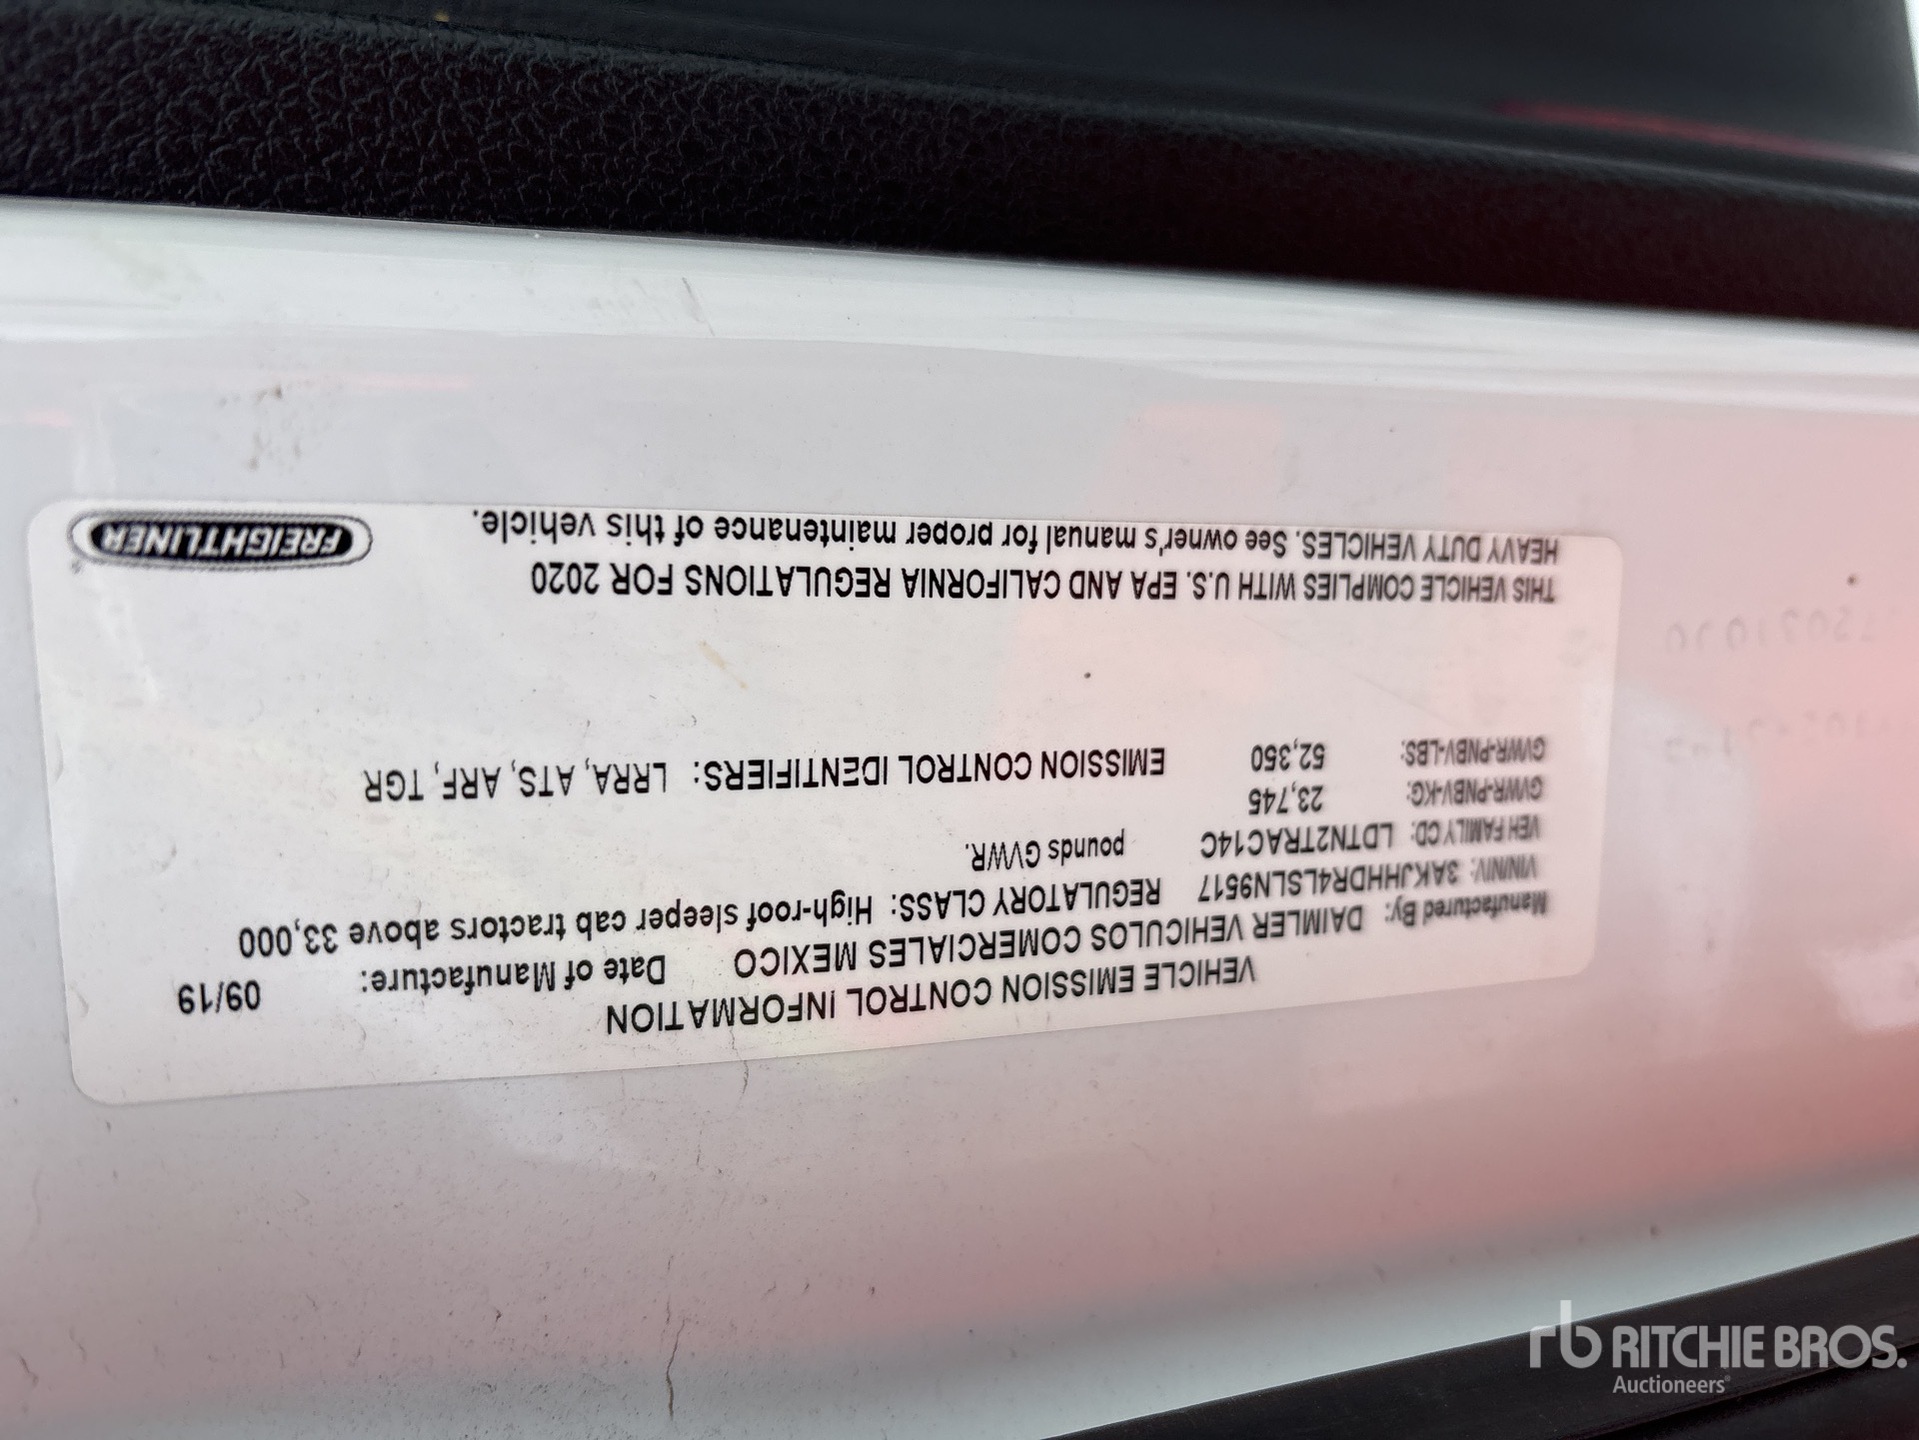 VEHICLE EMISSION CONTROL INFORMATION
Manufactured By: DAIMLER VEHICULOS COMERCIALES MEXICO Date of Manufacture: 09/19
VIN/NIV: 3AKJHHDR4LSLN9517 REGULATORY CLASS: High-roof sleeper cab tractors above 33,000
VEH FAMILY CD: LDTN2TRAC14C pounds GVWR.
GVWR-PNBV-KG: 23,745
GVWR-PNBV-LBS: 52,350 EMISSION CONTROL IDENTIFIERS: LRRA, ATS, ARF, TGR
THIS VEHICLE COMPLIES WITH U.S. EPA AND CALIFORNIA REGULATIONS FOR 2020
HEAVY DUTY VEHICLES. See owner's manual for proper maintenance of this vehicle.
FREIGHTLINER
rb RITCHIE BROS.
Auctioneers